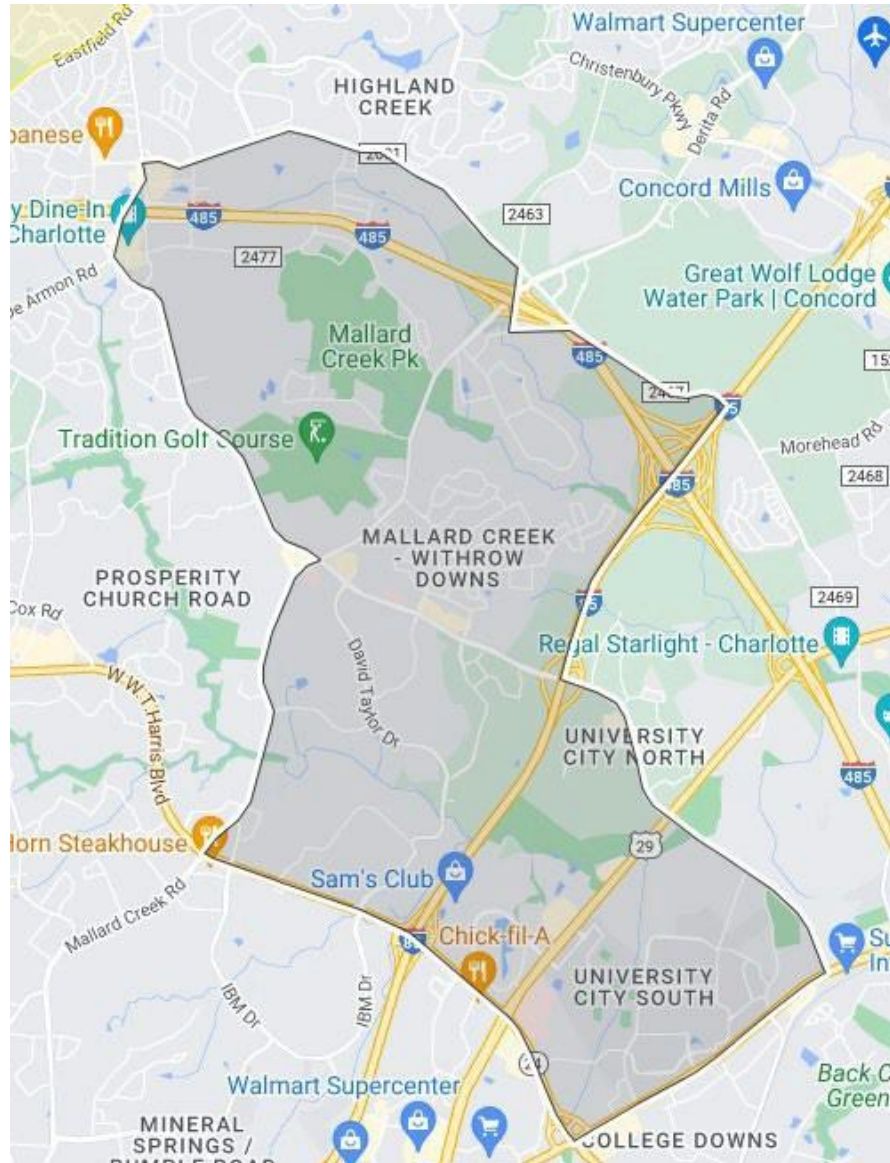 Eastfield Rd
Walmart Supercenter
HIGHLAND
CREEK
Christenbury Pkwy
Derita Rd
panese
Concord Mills
y Dine-In
Charlotte
485
485
2463
2477
pe Armon Rd
Great Wolf Lodge
Water Park | Concord
Mallard
Creek Pk
485
Tradition Golf Course
Morehead Rd
2468
485
MALLARD CREEK
- WITHROW
DOWNS
PROSPERITY
CHURCH ROAD
Cox Rd
2469
Regal Starlight - Charlotte
David Taylor Dr
W.W.T.Harris Blvd
UNIVERSITY
CITY NORTH
485
Horn Steakhouse
29
Sam's Club
Mallard Creek Rd
Chick-fil-A
UNIVERSITY
CITY SOUTH
IBM Dr
IBM Dr
24
Walmart Supercenter
Back C
Green
MINERAL
SPRINGS /
COLLEGE DOWNS